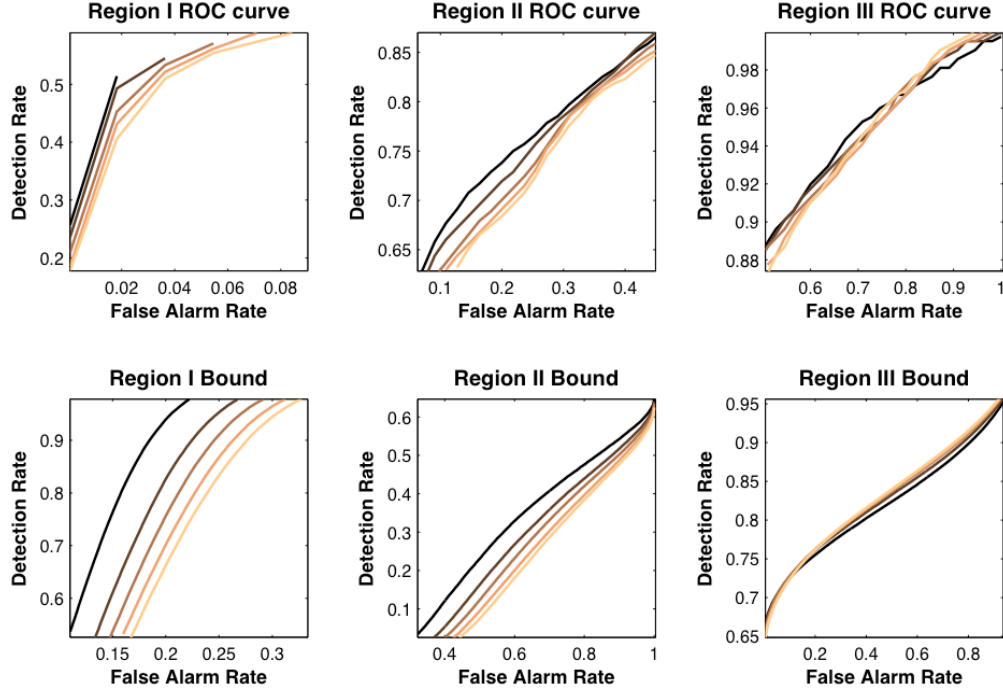 Region I ROC curve
Detection Rate
0.5
0.4
0.3
0.2
0.02 0.04 0.06 0.08
False Alarm Rate
Region II ROC curve
Detection Rate
0.85
0.8
0.75
0.7
0.65
0.1 0.2 0.3 0.4
False Alarm Rate
Region III ROC curve
Detection Rate
0.98
0.96
0.94
0.92
0.9
0.88
0.6 0.7 0.8 0.9 1
False Alarm Rate
Region I Bound
Detection Rate
0.9
0.8
0.7
0.6
0.15 0.2 0.25 0.3
False Alarm Rate
Region II Bound
Detection Rate
0.6
0.5
0.4
0.3
0.2
0.1
0.4 0.6 0.8 1
False Alarm Rate
Region III Bound
Detection Rate
0.95
0.9
0.85
0.8
0.75
0.7
0.65
0.2 0.4 0.6 0.8
False Alarm Rate